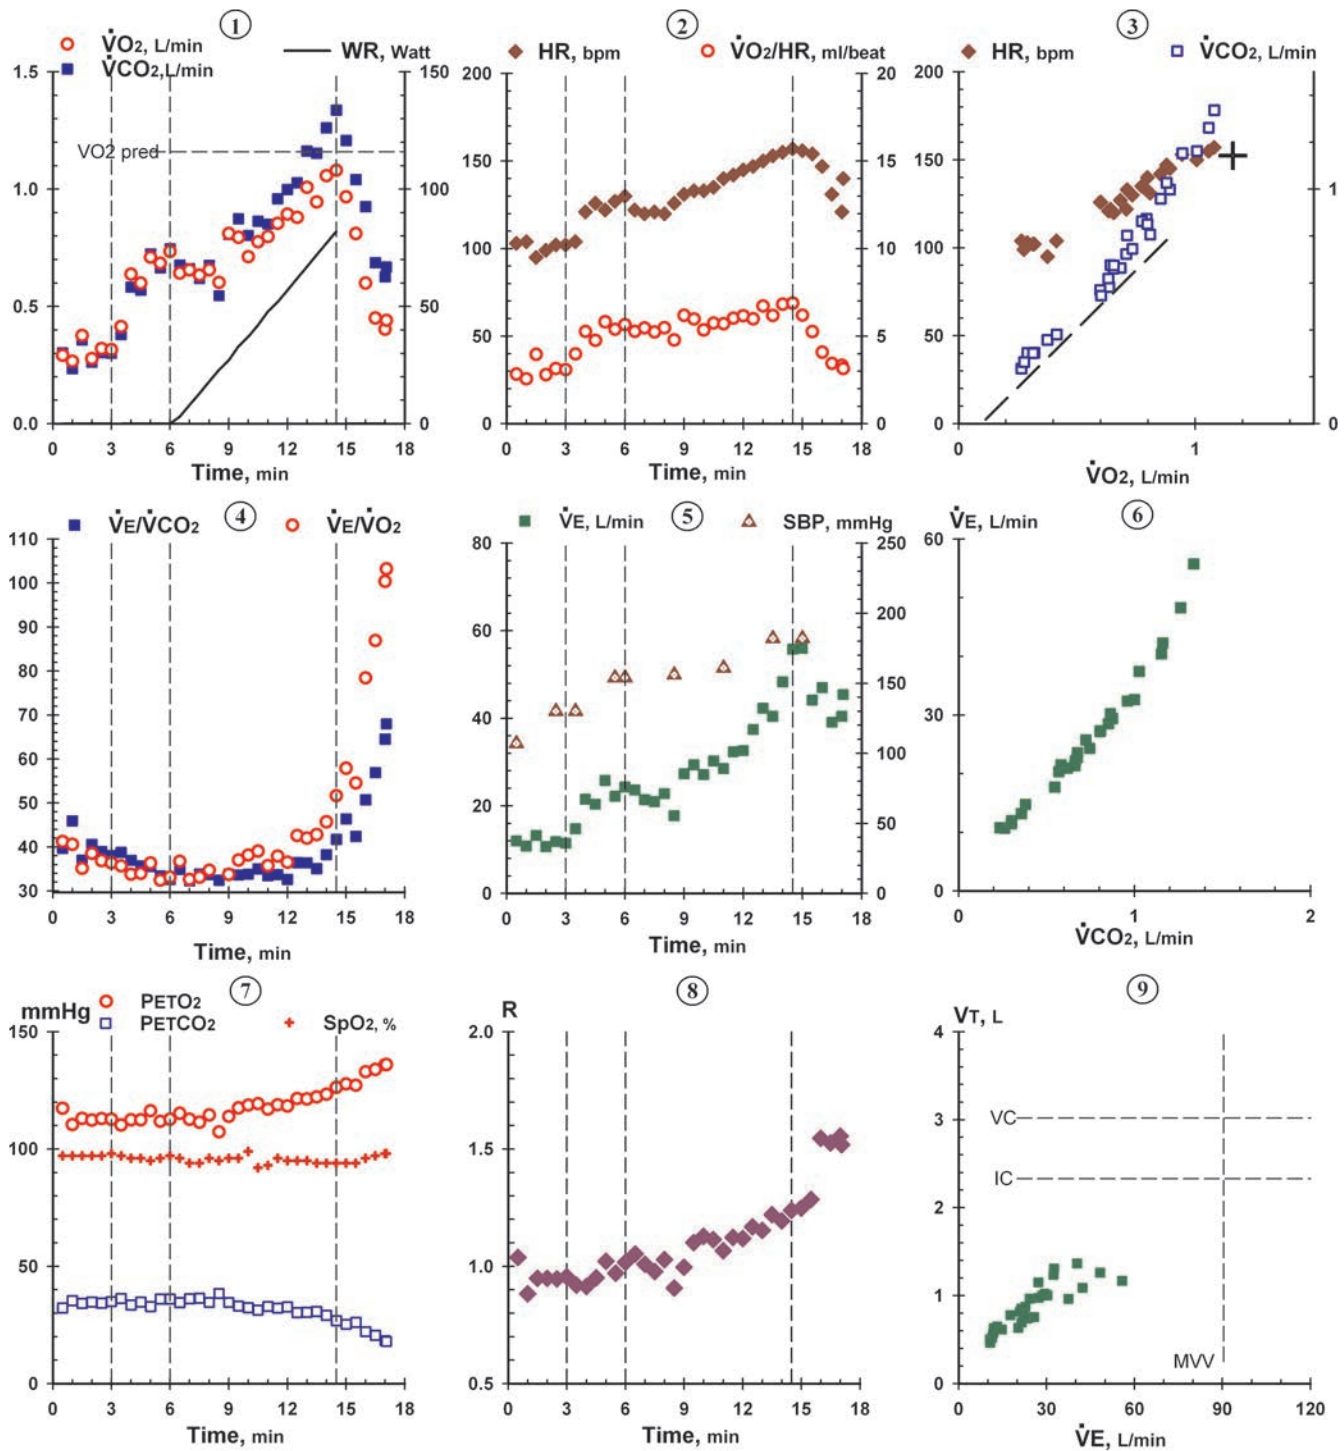 1
V̇O2, L/min
V̇CO2,L/min
WR, Watt
1.5 150
VO2 pred
1.0 100
0.5 50
0.0 0
0 3 6 9 12 15 18
Time, min
2
HR, bpm
V̇O2/HR, ml/beat
200 20
150 15
100 10
50 5
0 0
0 3 6 9 12 15 18
Time, min
3
HR, bpm
V̇CO2, L/min
200
150 1
100
50
0 0
0 1
V̇O2, L/min
4
V̇E/V̇CO2
V̇E/V̇O2
110
100
90
80
70
60
50
40
30
0 3 6 9 12 15 18
Time, min
5
V̇E, L/min
SBP, mmHg
80 250
200
60
150
40
100
20
50
0 0
0 3 6 9 12 15 18
Time, min
6
V̇E, L/min
60
30
0
0 1 2
V̇CO2, L/min
7
mmHg
PETO2
PETCO2
SpO2, %
150
100
50
0
0 3 6 9 12 15 18
Time, min
8
R
2.0
1.5
1.0
0.5
0 3 6 9 12 15 18
Time, min
9
VT, L
4
VC
3
IC
2
1
MVV
0
0 30 60 90 120
V̇E, L/min